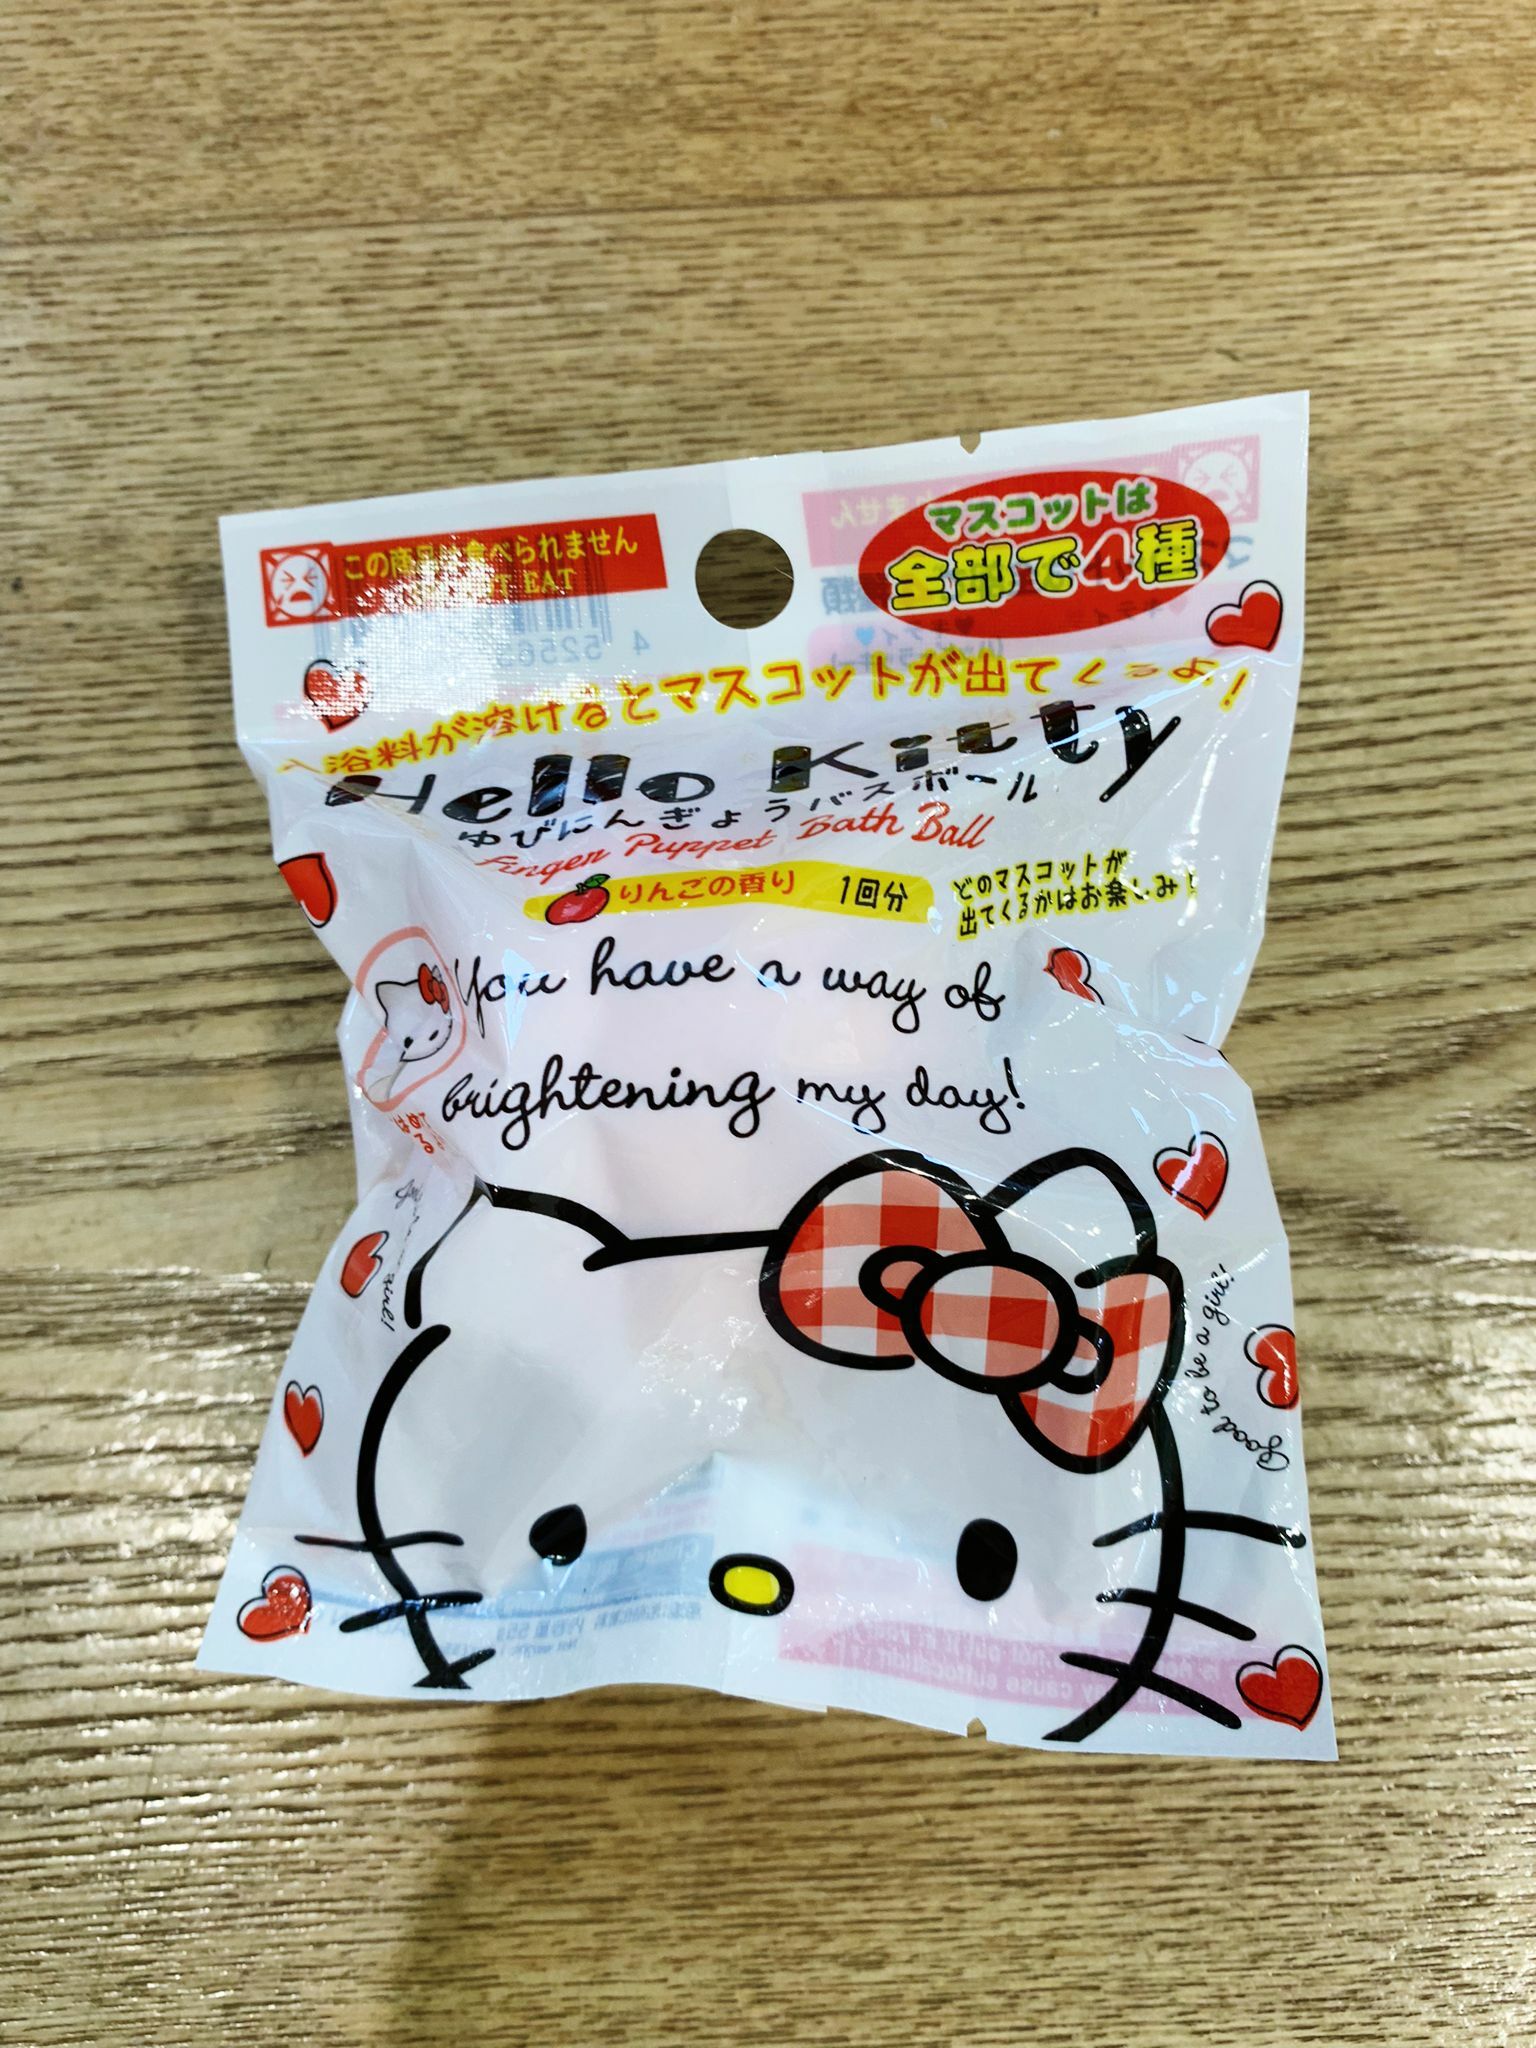 この商品は食べられません
EAT
マスコットは
全部で4種
入浴料が溶けるとマスコットが出てくるよ!
Hello Kitty
ゆびにんぎょうバスボール
Finger Puppet Bath Ball
りんごの香り 1回分
どのマスコットが
出てくるかはお楽しみ!
You have a way of
brightening my day!
Good to be a girl!
girl!